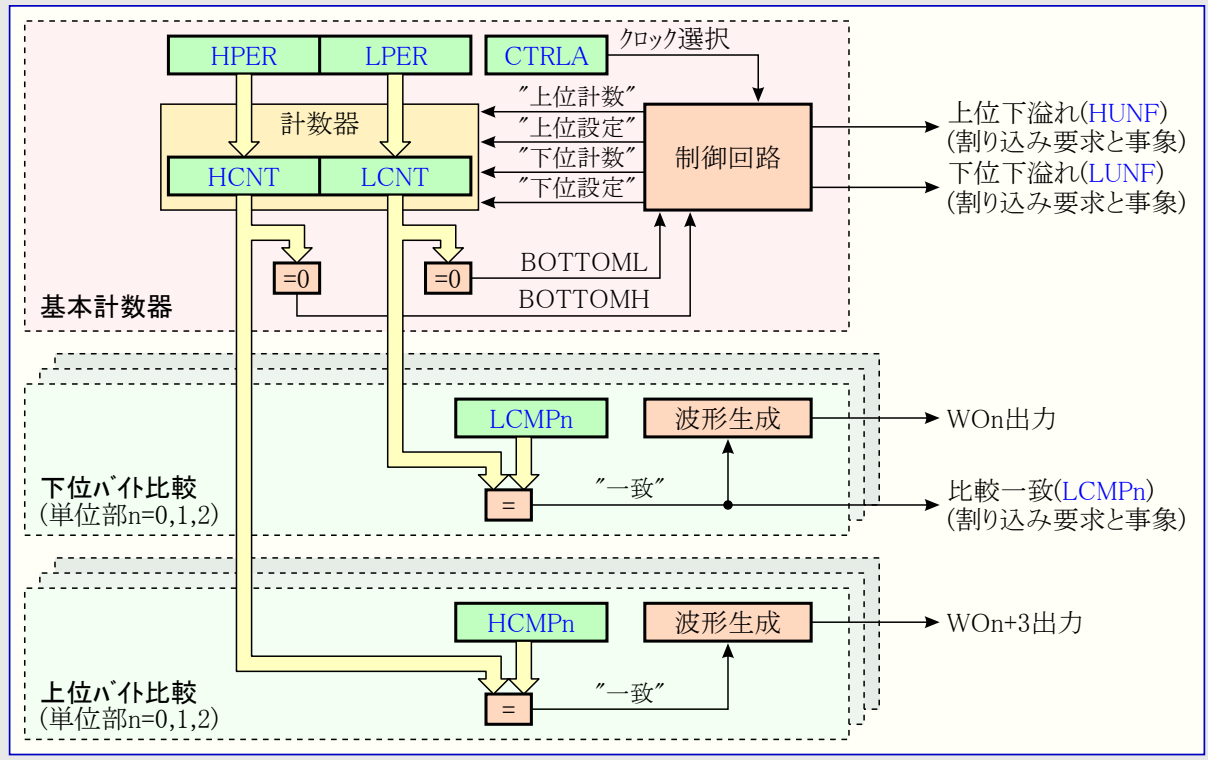 HPER LPER CTRLA クロック選択
計数器
"上位計数"
"上位設定"
"下位計数"
"下位設定"
制御回路
上位下溢れ(HUNF)
(割り込み要求と事象)
下位下溢れ(LUNF)
(割り込み要求と事象)
HCNT LCNT
=0 =0
BOTTOML
BOTTOMH
基本計数器
LCMPn 波形生成 WOn出力
= "一致"
比較一致(LCMPn)
(割り込み要求と事象)
下位バイト比較
(単位部n=0,1,2)
HCMPn 波形生成 WOn+3出力
= "一致"
上位バイト比較
(単位部n=0,1,2)